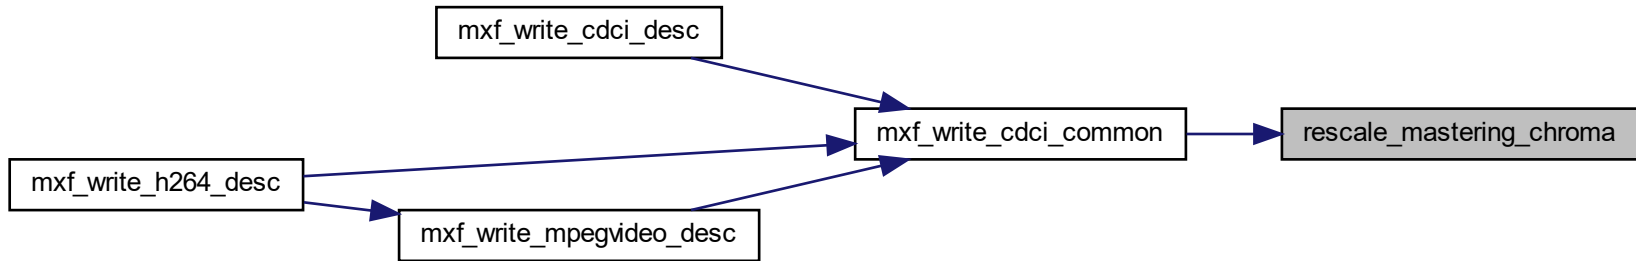 mxf_write_cdci_desc
mxf_write_cdci_common
rescale_mastering_chroma
mxf_write_h264_desc
mxf_write_mpegvideo_desc